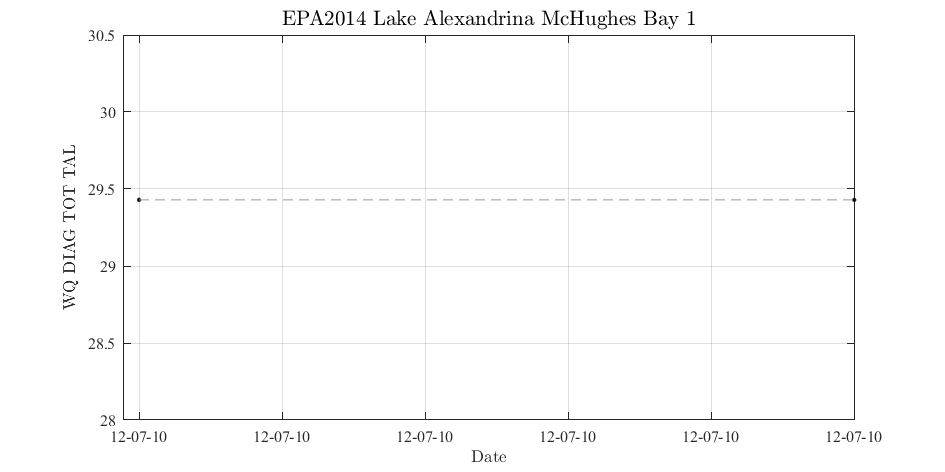 EPA2014 Lake Alexandrina McHughes Bay 1
30.5
30
29.5
29
28.5
28
WQ DIAG TOT TAL
12-07-10 12-07-10 12-07-10 12-07-10 12-07-10 12-07-10
Date